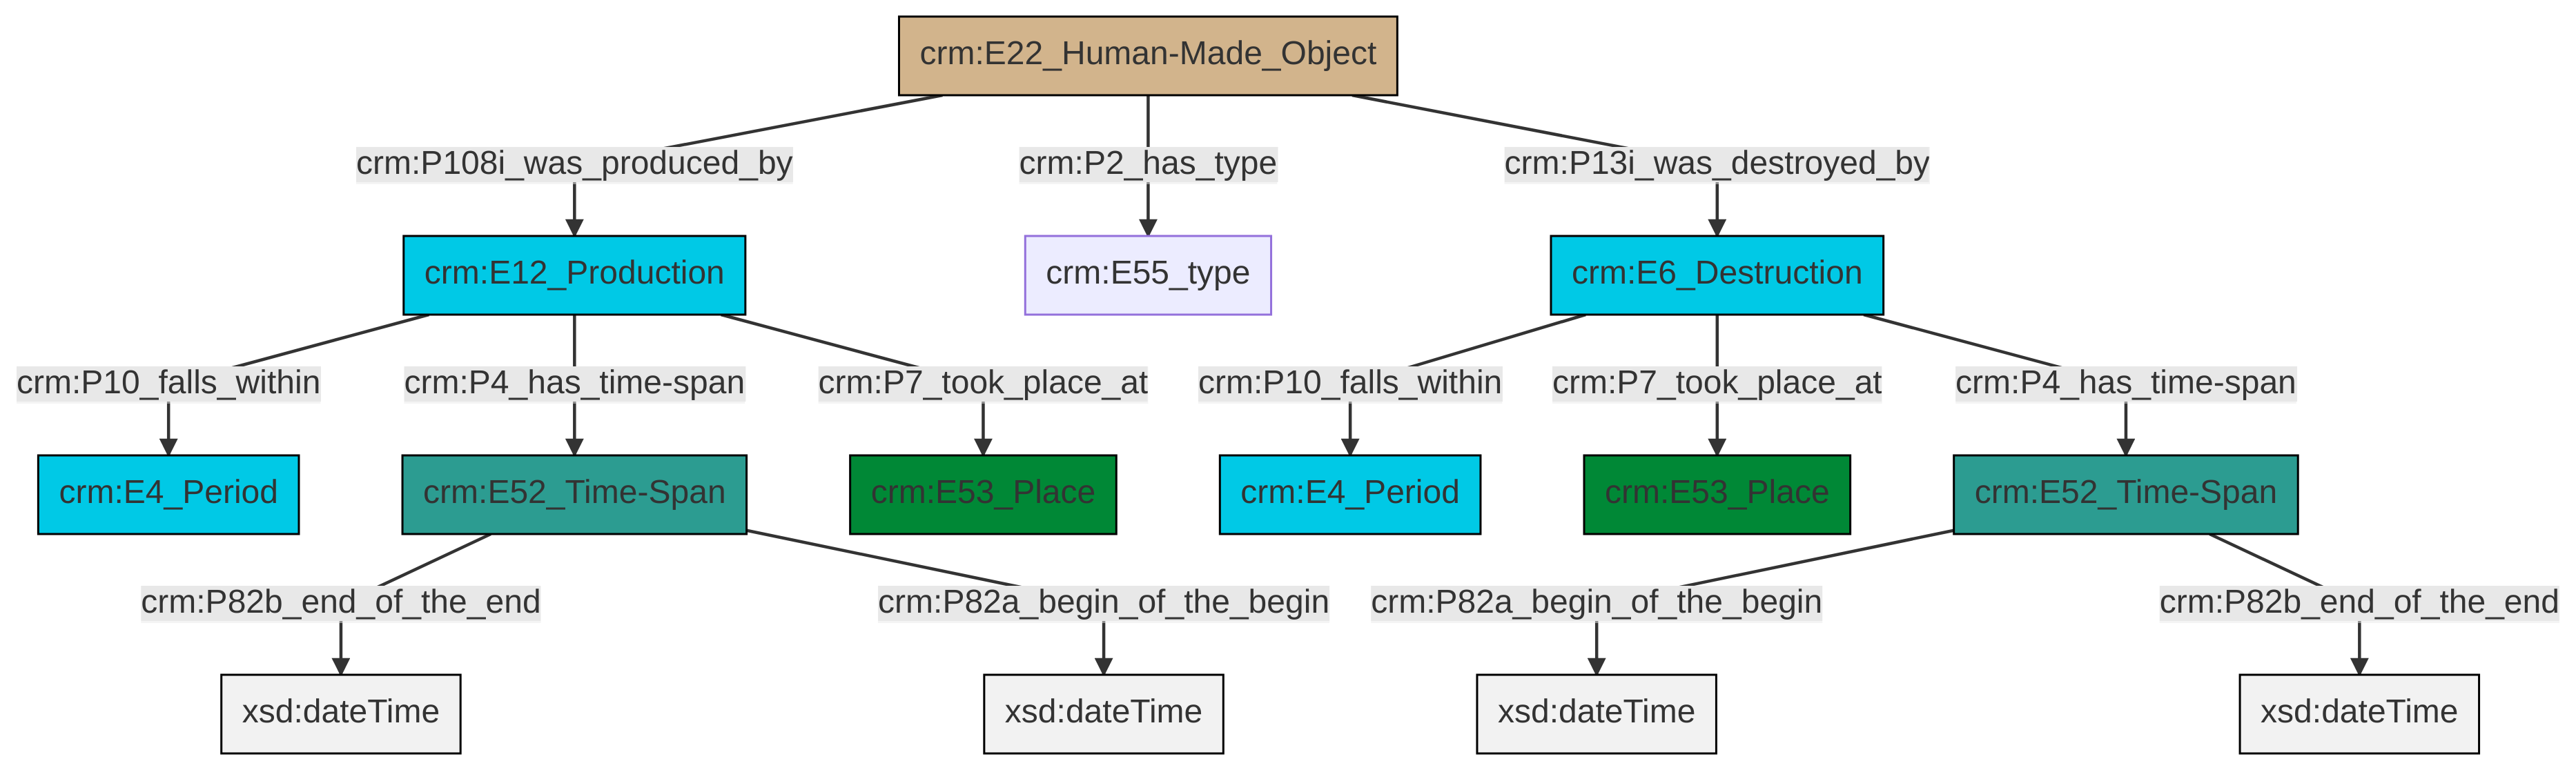 crm:E22_Human-Made_Object
crm:P108i_was_produced_by
crm:P2_has_type
crm:P13i_was_destroyed_by
crm:E12_Production
crm:E55_type
crm:E6_Destruction
crm:P10_falls_within
crm:P4_has_time-span
crm:P7_took_place_at
crm:P10_falls_within
crm:P7_took_place_at
crm:P4_has_time-span
crm:E4_Period
crm:E52_Time-Span
crm:E53_Place
crm:E4_Period
crm:E53_Place
crm:E52_Time-Span
crm:P82b_end_of_the_end
crm:P82a_begin_of_the_begin
crm:P82a_begin_of_the_begin
crm:P82b_end_of_the_end
xsd:dateTime
xsd:dateTime
xsd:dateTime
xsd:dateTime